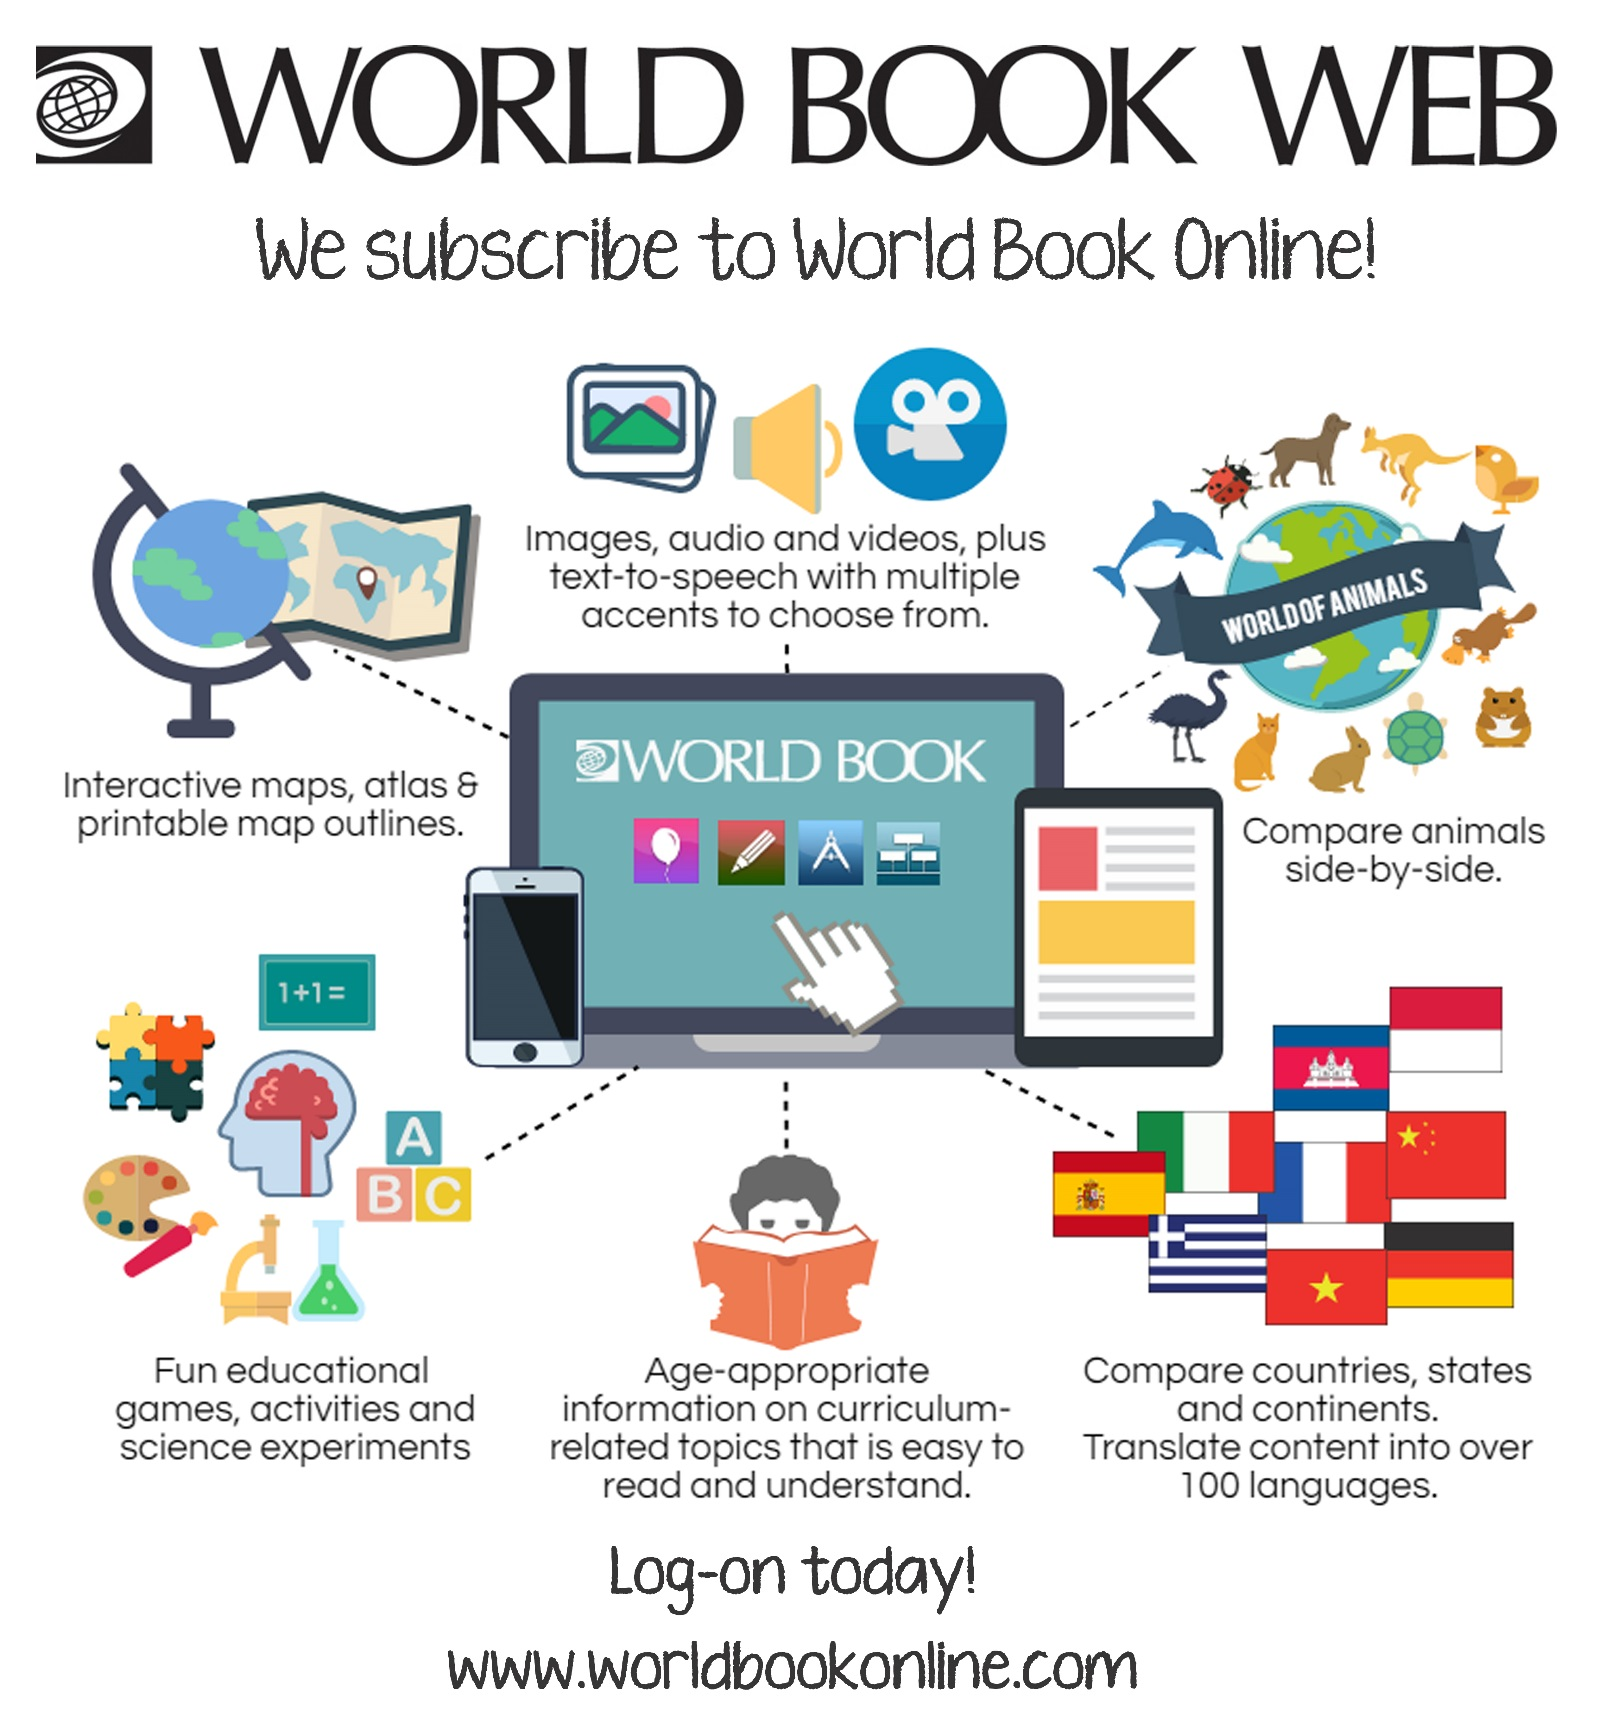 WORLD BOOK WEB
We subscribe to World Book Online!
Images, audio and videos, plus
text-to-speech with multiple
accents to choose from.
WORLD OF ANIMALS
Interactive maps, atlas &
printable map outlines.
WORLD BOOK
Compare animals
side-by-side.
1+1=
A
B C
Fun educational
games, activities and
science experiments
Age-appropriate
information on curriculum-
related topics that is easy to
read and understand.
Compare countries, states
and continents.
Translate content into over
100 languages.
Log-on today!
www.worldbookonline.com